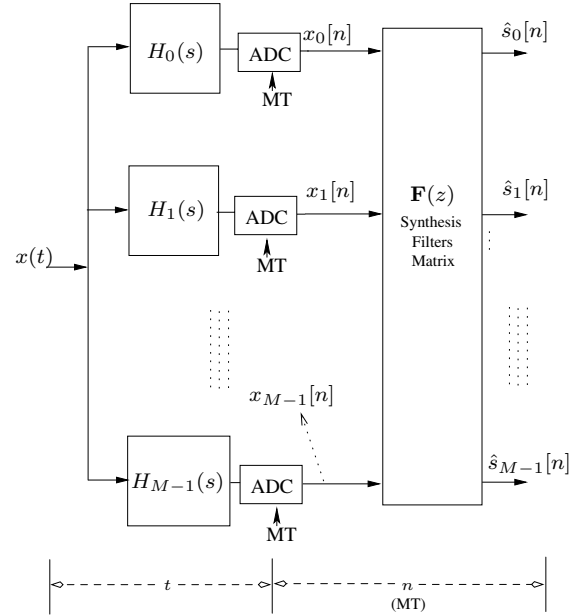 H_0(s)
ADC
x_0[n]
MT
ŝ_0[n]
H_1(s)
ADC
x_1[n]
MT
F(z)
Synthesis
Filters
Matrix
ŝ_1[n]
x(t)
x_{M−1}[n]
H_{M−1}(s)
ADC
MT
ŝ_{M−1}[n]
t
n
(MT)